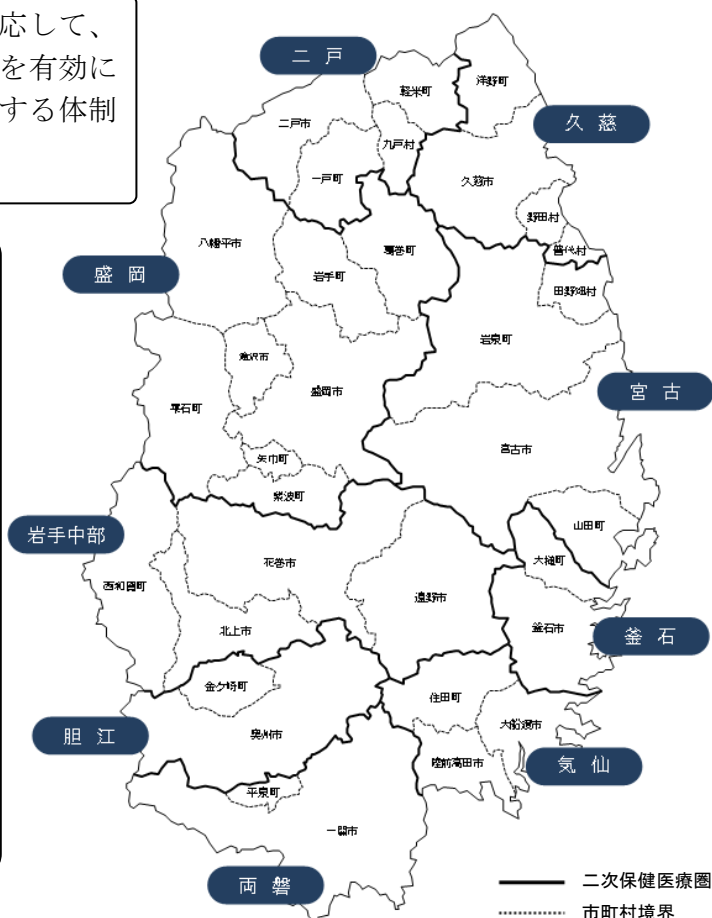 応して、
を有効に
する体制
二戸
軽米町
洋野町
二戸市
九戸村
久慈
一戸町
久慈市
野田村
普代村
八幡平市
葛巻町
岩手町
盛岡
田野畑村
岩泉町
滝沢市
盛岡市
雫石町
宮古
矢巾町
宮古市
紫波町
山田町
岩手中部
大槌町
花巻市
西和賀町
遠野市
北上市
釜石市
釜石
金ケ崎町
住田町
胆江
奥州市
大船渡市
陸前高田市
気仙
平泉町
一関市
両磐
二次保健医療圏
市町村境界